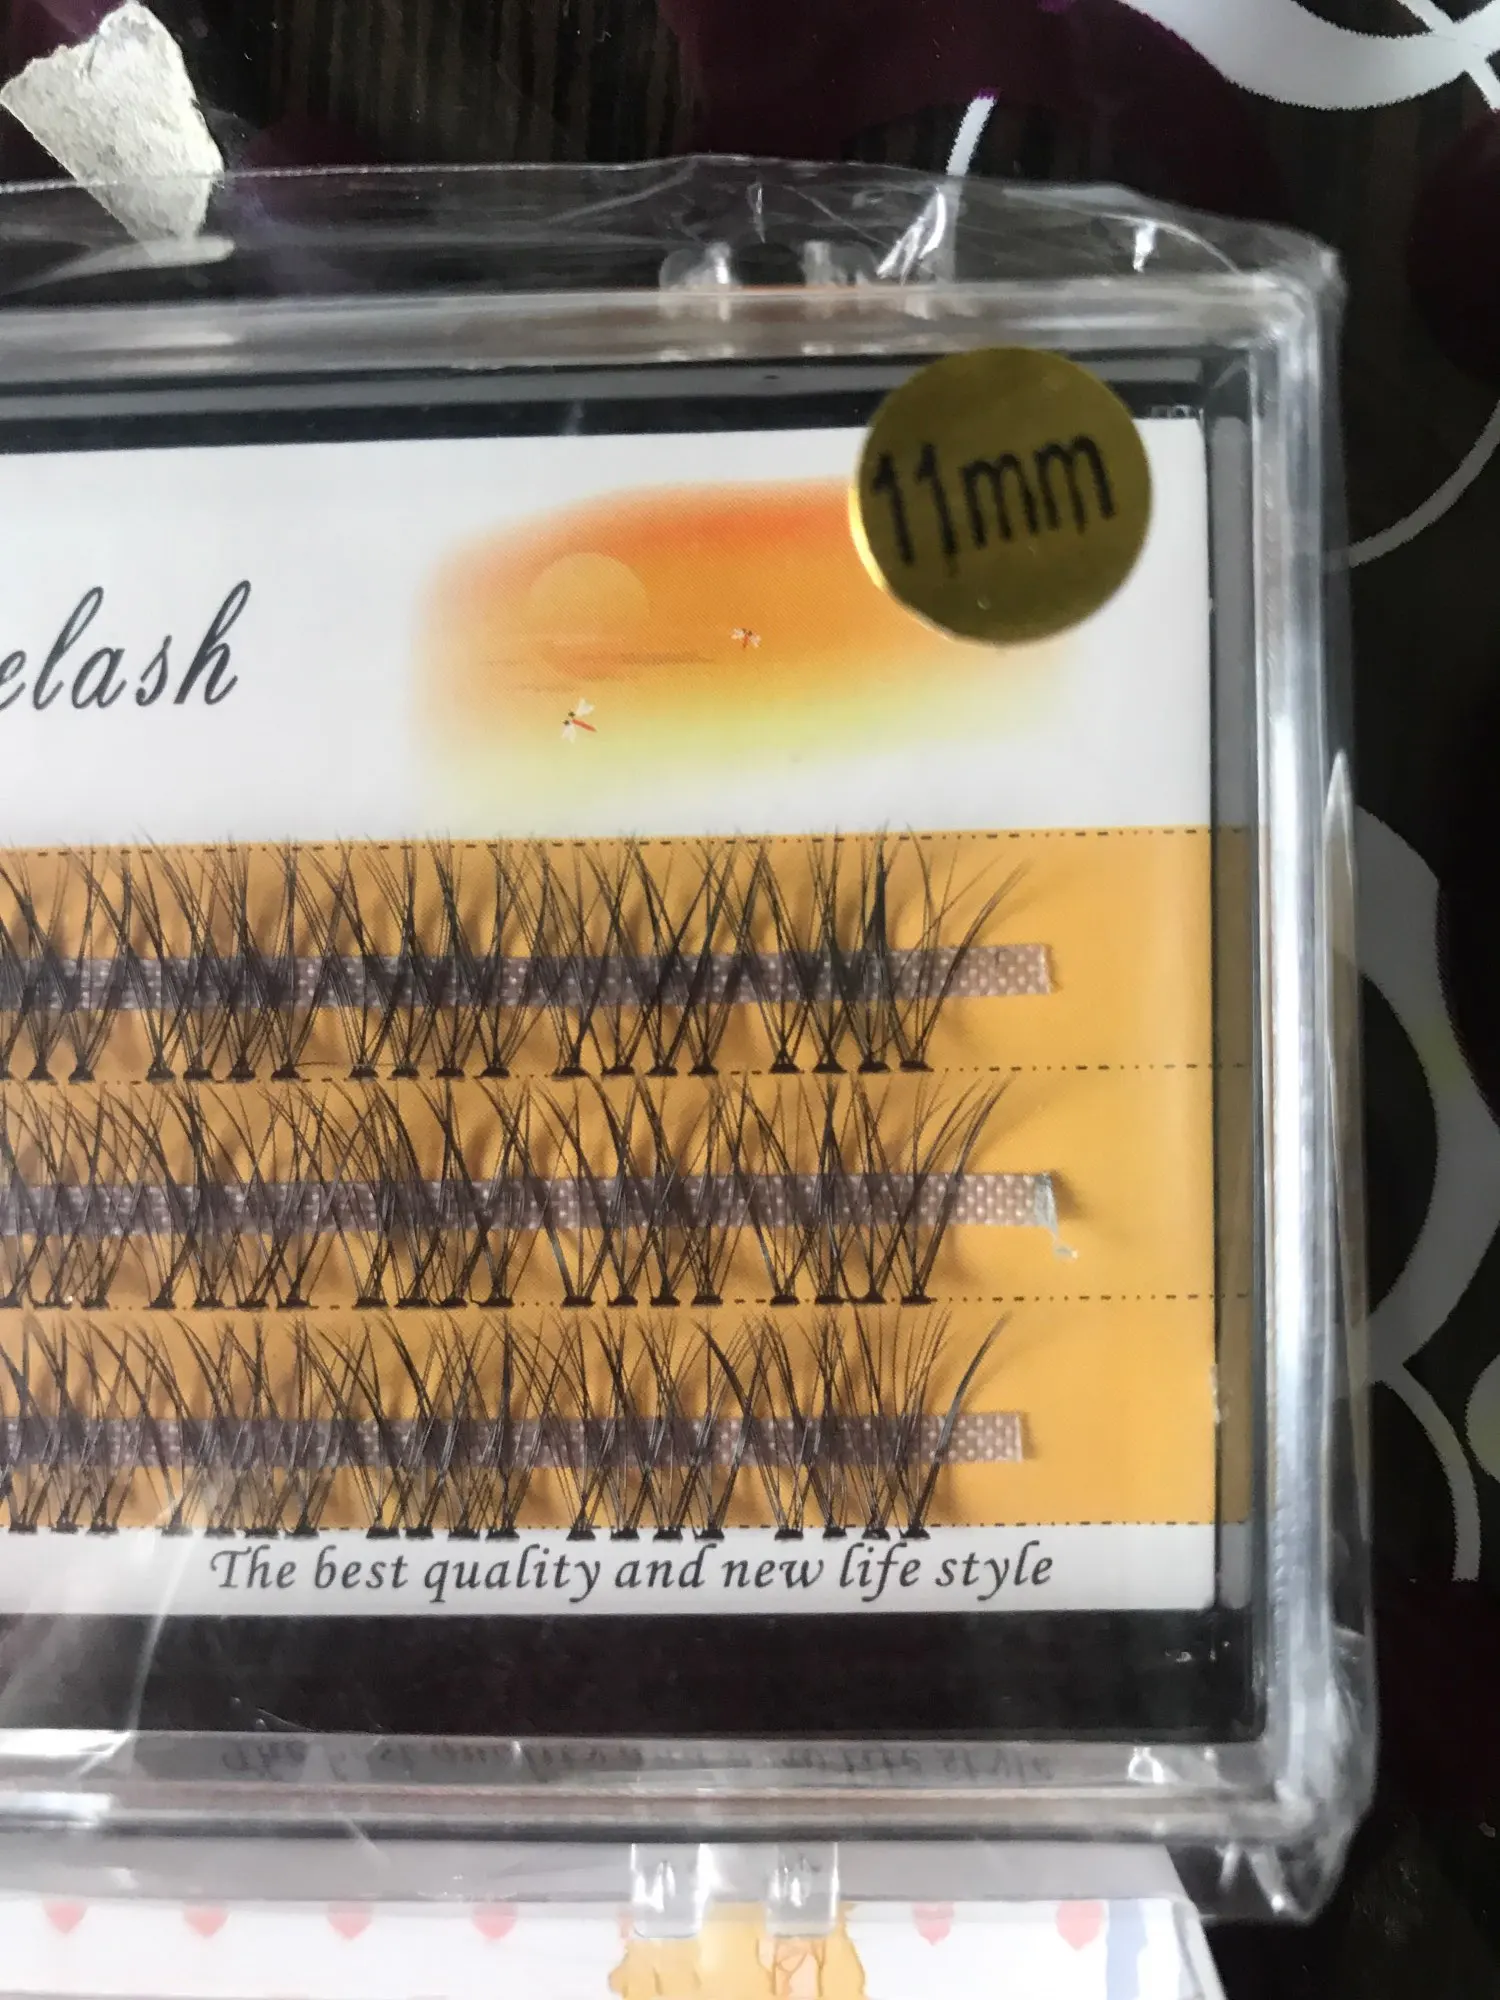 11mm
elash
The best quality and new life style